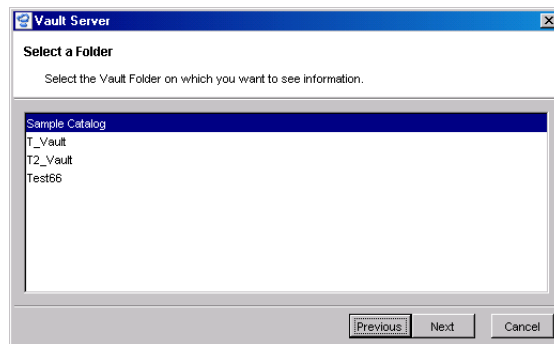 Vault Server
Select a Folder
Select the Vault Folder on which you want to see information.
Sample Catalog
T_Vault
T2_Vault
Test66
Previous Next Cancel